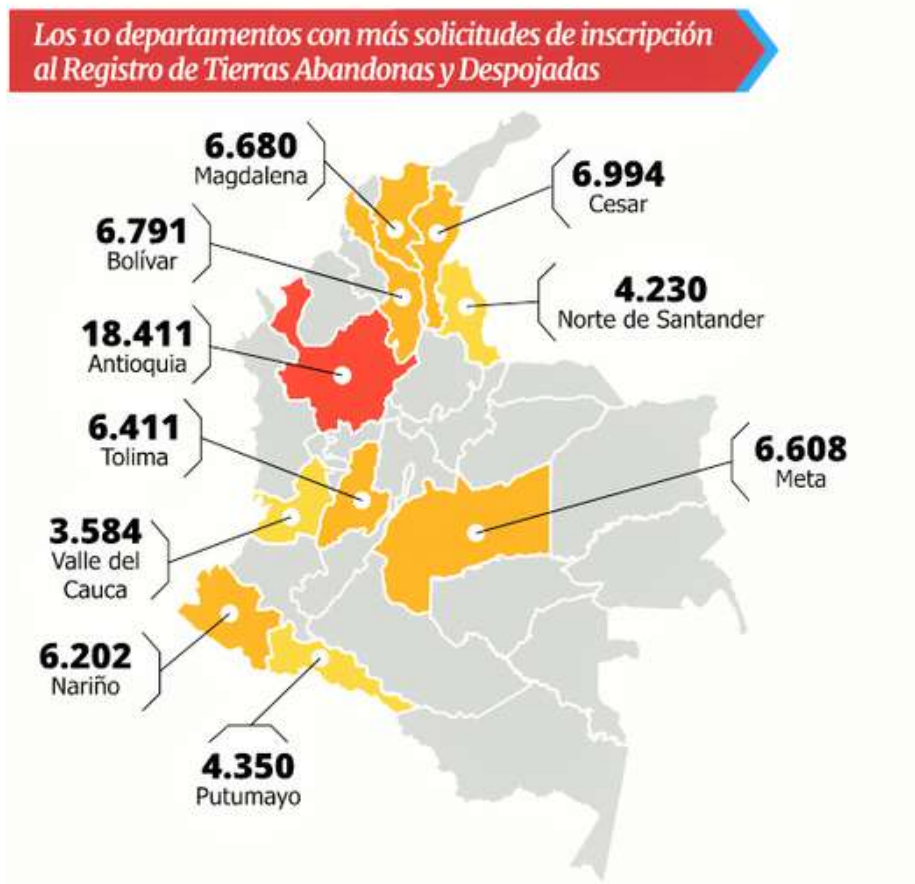 Los 10 departamentos con más solicitudes de inscripción
al Registro de Tierras Abandonas y Despojadas
6.680
Magdalena
6.994
Cesar
6.791
Bolívar
4.230
Norte de Santander
18.411
Antioquia
6.411
Tolima
6.608
Meta
3.584
Valle del
Cauca
6.202
Nariño
4.350
Putumayo